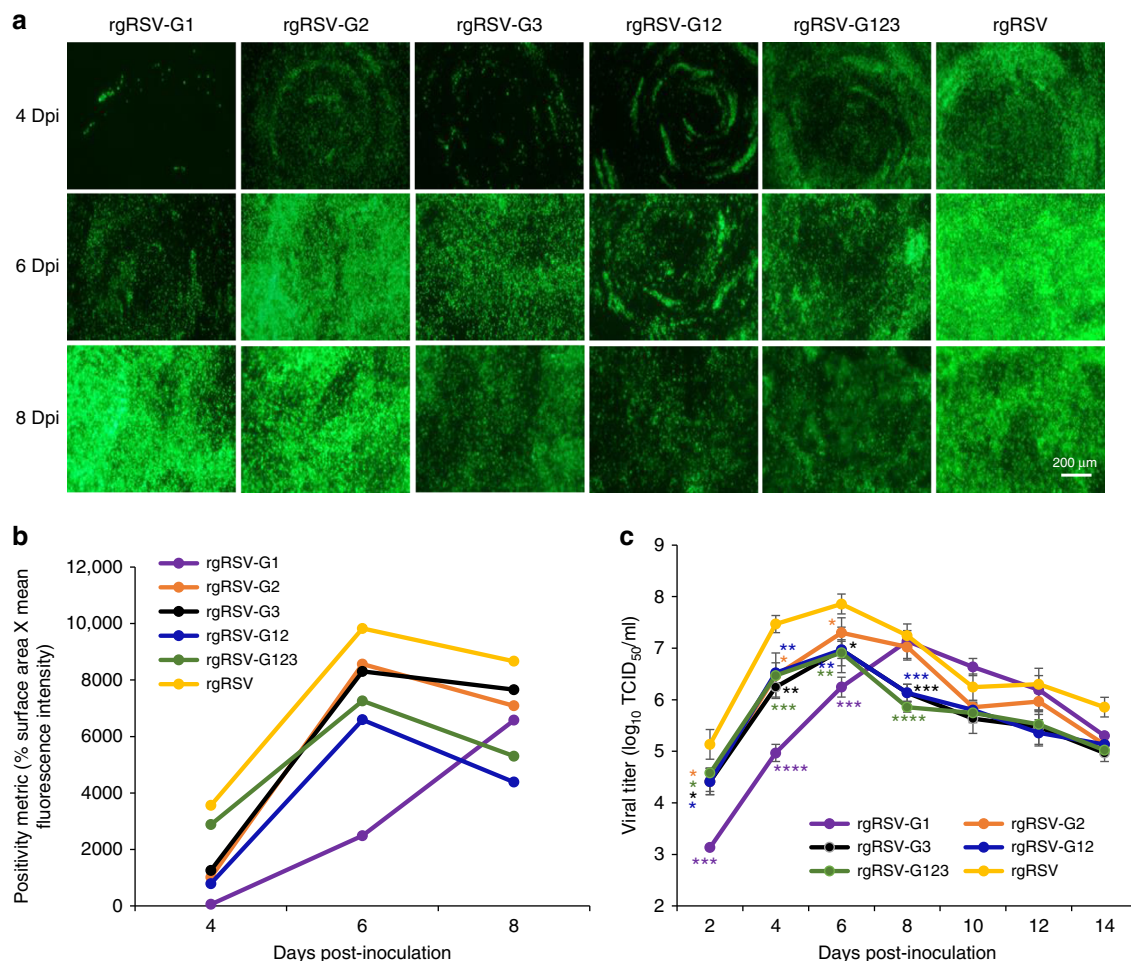 a
rgRSV-G1 rgRSV-G2 rgRSV-G3 rgRSV-G12 rgRSV-G123 rgRSV
4 Dpi
6 Dpi
8 Dpi
200 μm
b
Positivity metric (% surface area X mean
fluorescence intensity)
12,000
10,000
8000
6000
4000
2000
0
rgRSV-G1
rgRSV-G2
rgRSV-G3
rgRSV-G12
rgRSV-G123
rgRSV
4 6 8
Days post-inoculation
c
Viral titer (log₁₀ TCID₅₀/ml)
9
8
7
6
5
4
3
2
*
*
*
*
***
**
*
**
***
****
*
*
**
**
***
***
***
****
rgRSV-G1 rgRSV-G2
rgRSV-G3 rgRSV-G12
rgRSV-G123 rgRSV
2 4 6 8 10 12 14
Days post-inoculation